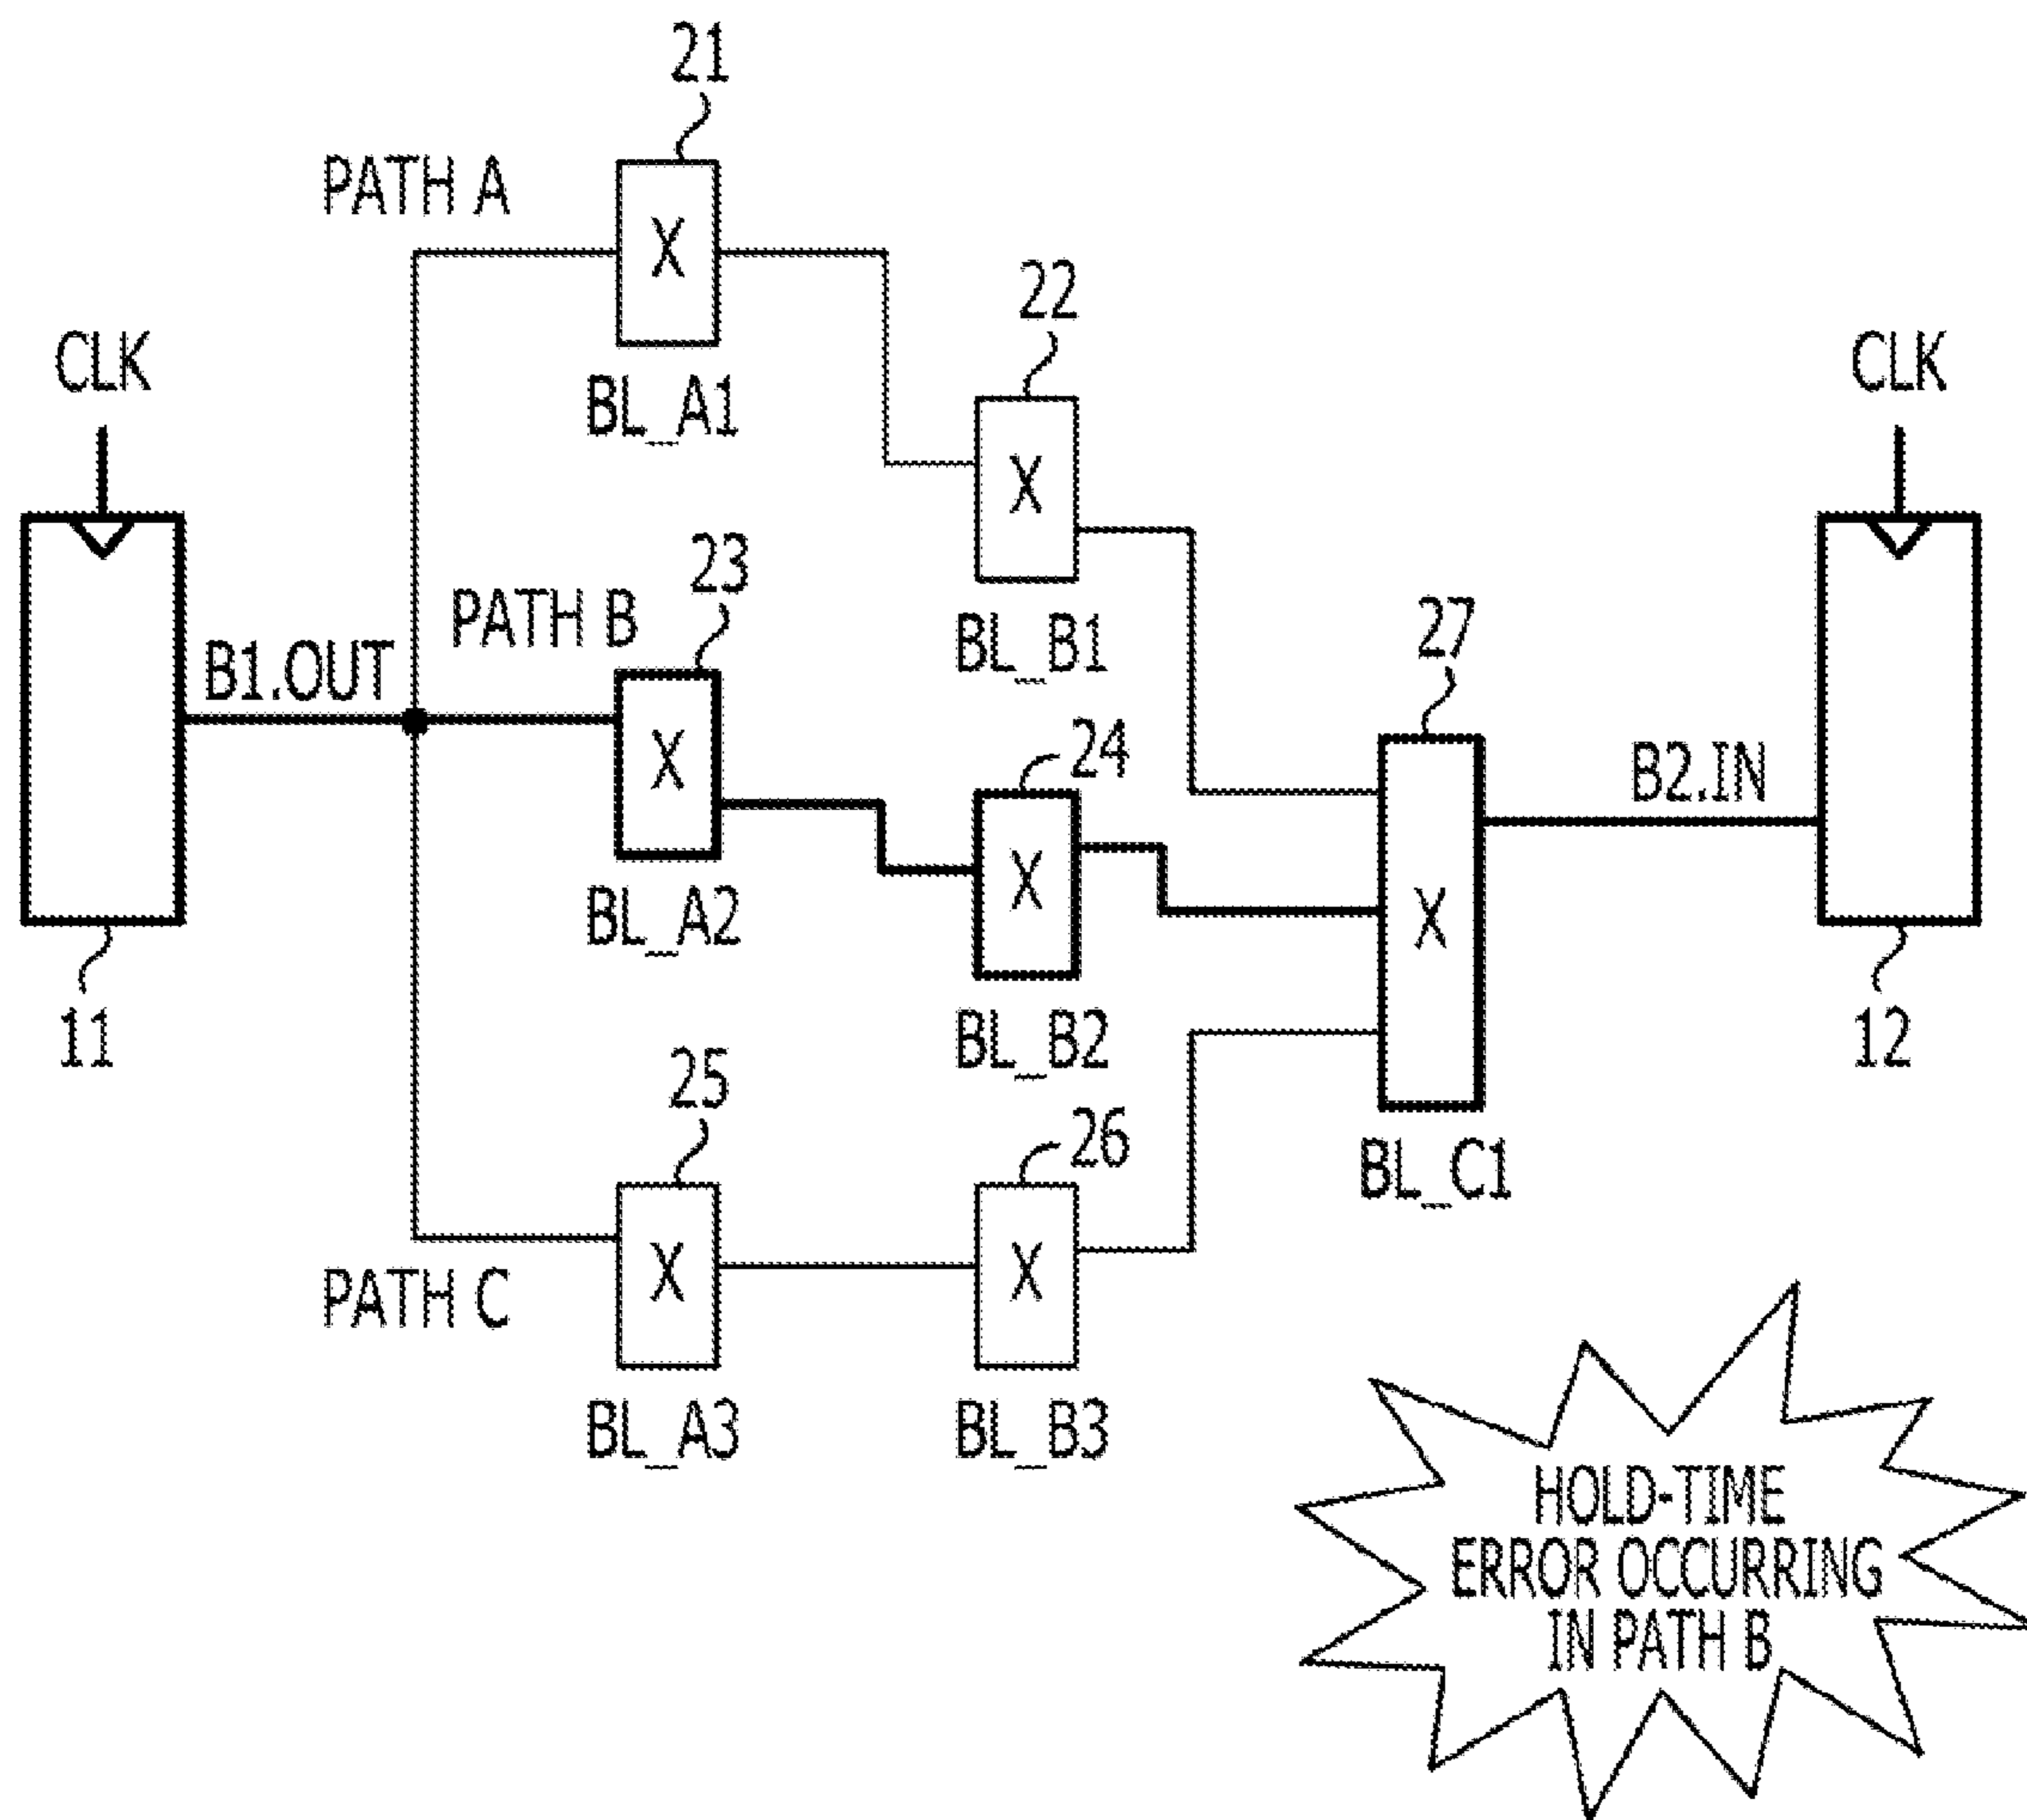 21
PATH A
X
BL_A1
CLK
22
X
BL_B1
CLK
PATH B
23
B1.OUT
X
BL_A2
24
X
BL_B2
27
X
BL_C1
B2.IN
11
12
25
X
BL_A3
26
X
BL_B3
PATH C
HOLD-TIME
ERROR OCCURRING
IN PATH B